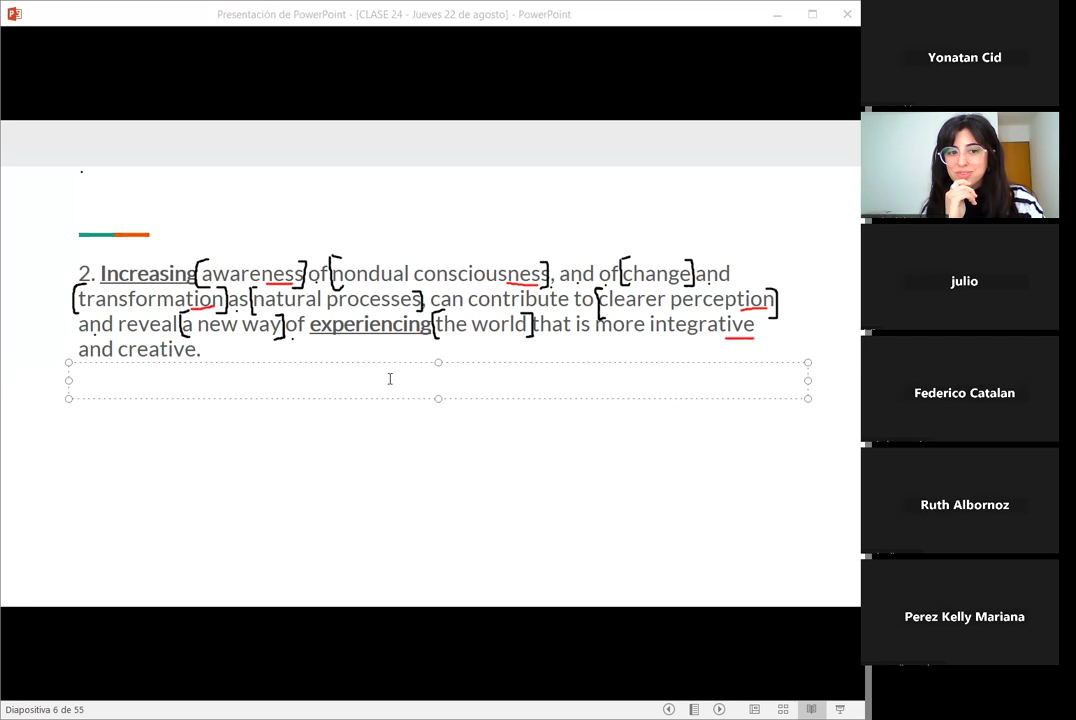 Presentación de PowerPoint - [CLASE 24 - Jueves 22 de agosto] - PowerPoint
Yonatan Cid
.
2. Increasing awareness of nondual consciousness, and of change and
transformation as natural processes, can contribute to clearer perception
and reveal a new way of experiencing the world that is more integrative
and creative.
julio
Federico Catalan
Ruth Albornoz
Perez Kelly Mariana
Diapositiva 6 de 55